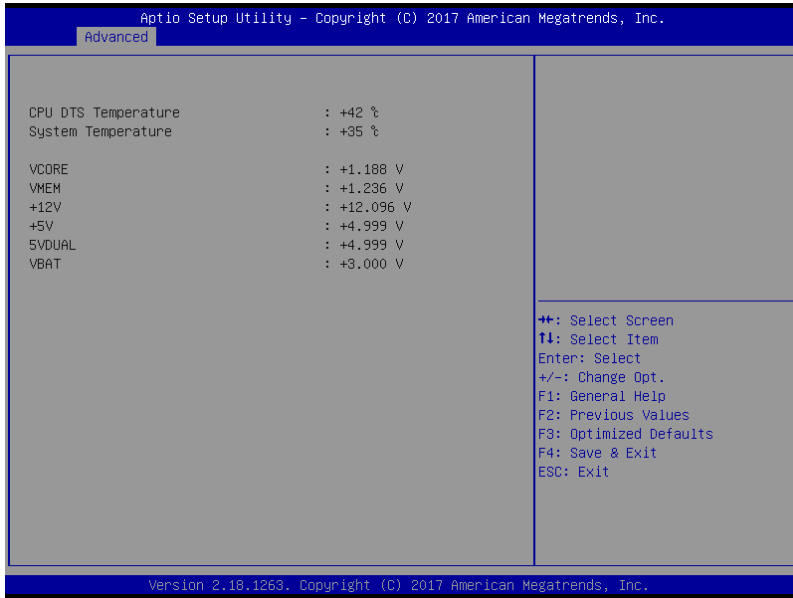 Aptio Setup Utility – Copyright (C) 2017 American Megatrends, Inc.
Advanced
CPU DTS Temperature : +42 ℃
System Temperature : +35 ℃
VCORE : +1.188 V
VMEM : +1.236 V
+12V : +12.096 V
+5V : +4.999 V
5VDUAL : +4.999 V
VBAT : +3.000 V
→←: Select Screen
↑↓: Select Item
Enter: Select
+/-: Change Opt.
F1: General Help
F2: Previous Values
F3: Optimized Defaults
F4: Save & Exit
ESC: Exit
Version 2.18.1263. Copyright (C) 2017 American Megatrends, Inc.